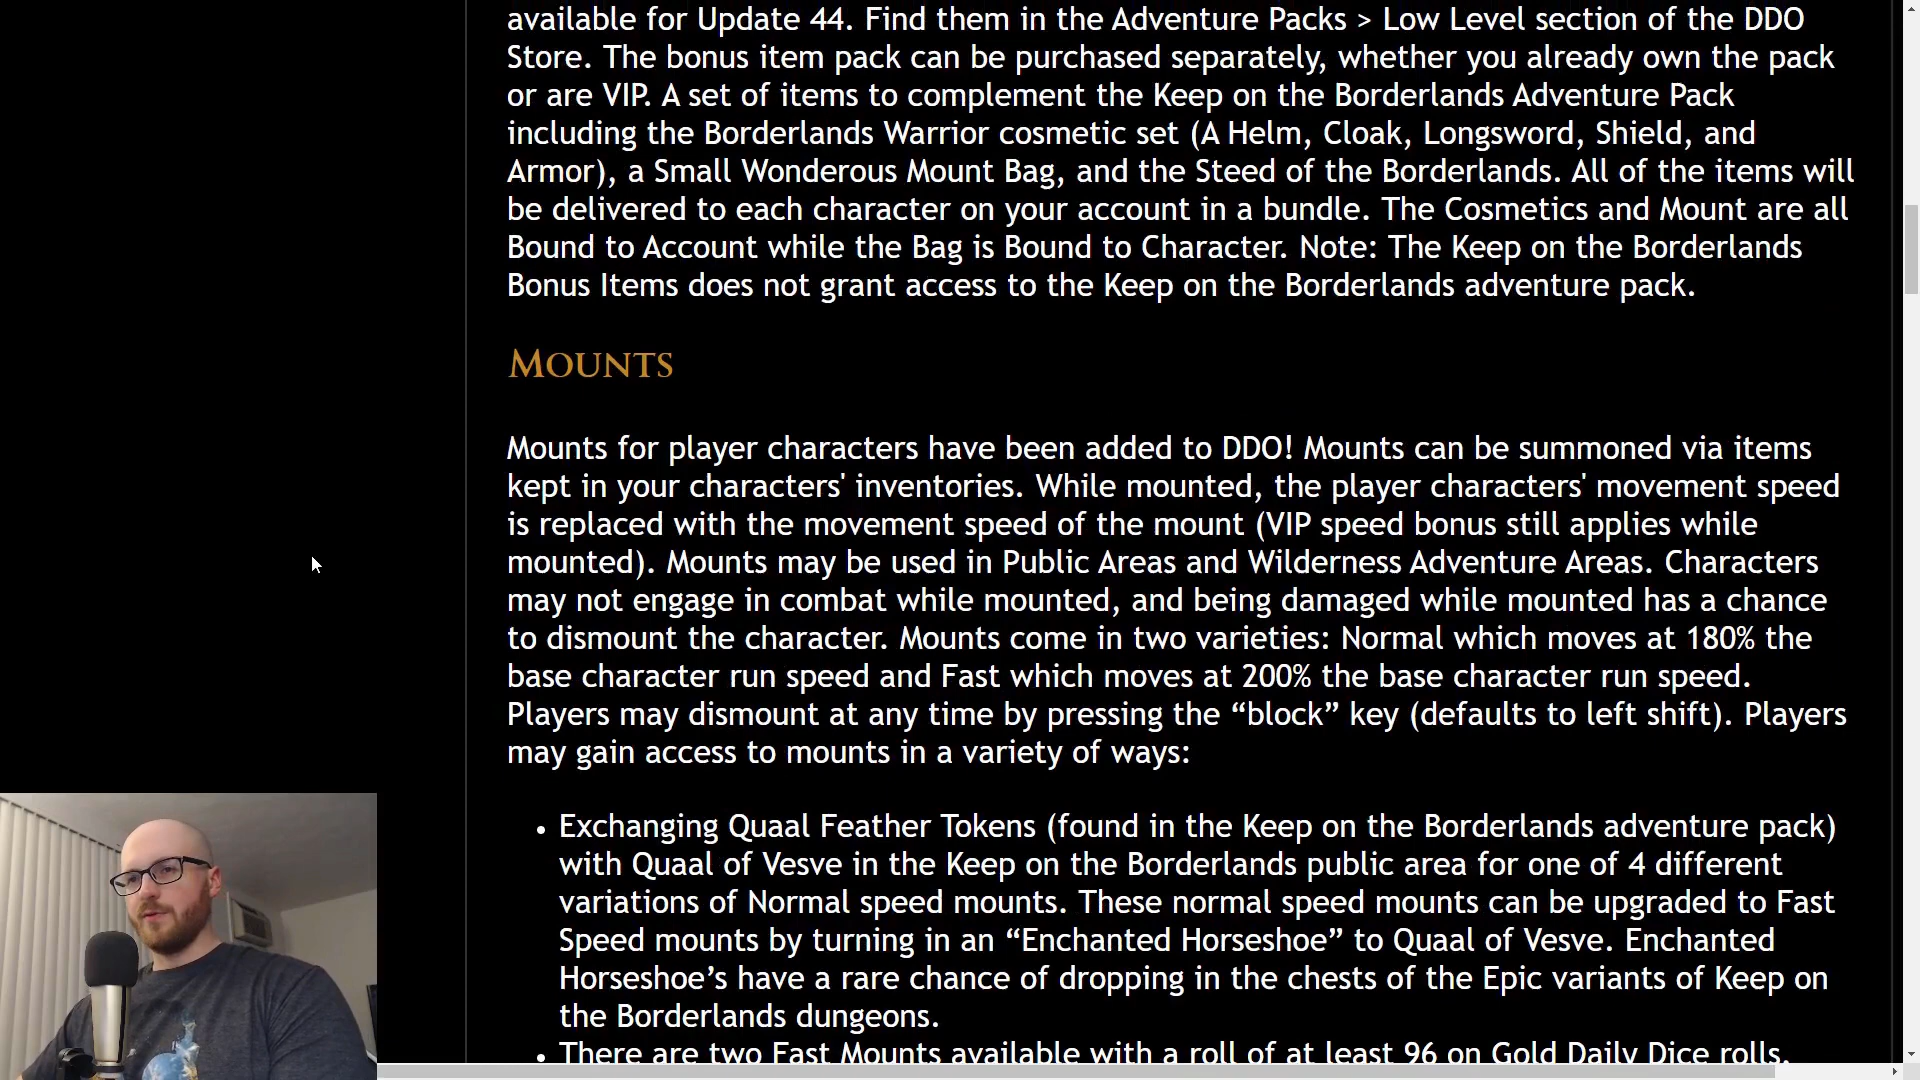 available for Update 44. Find them in the Adventure Packs > Low Level section of the DDO
Store. The bonus item pack can be purchased separately, whether you already own the pack
or are VIP. A set of items to complement the Keep on the Borderlands Adventure Pack
including the Borderlands Warrior cosmetic set (A Helm, Cloak, Longsword, Shield, and
Armor), a Small Wonderous Mount Bag, and the Steed of the Borderlands. All of the items will
be delivered to each character on your account in a bundle. The Cosmetics and Mount are all
Bound to Account while the Bag is Bound to Character. Note: The Keep on the Borderlands
Bonus Items does not grant access to the Keep on the Borderlands adventure pack.
Mounts
Mounts for player characters have been added to DDO! Mounts can be summoned via items
kept in your characters' inventories. While mounted, the player characters' movement speed
is replaced with the movement speed of the mount (VIP speed bonus still applies while
mounted). Mounts may be used in Public Areas and Wilderness Adventure Areas. Characters
may not engage in combat while mounted, and being damaged while mounted has a chance
to dismount the character. Mounts come in two varieties: Normal which moves at 180% the
base character run speed and Fast which moves at 200% the base character run speed.
Players may dismount at any time by pressing the “block” key (defaults to left shift). Players
may gain access to mounts in a variety of ways:
• Exchanging Quaal Feather Tokens (found in the Keep on the Borderlands adventure pack)
with Quaal of Vesve in the Keep on the Borderlands public area for one of 4 different
variations of Normal speed mounts. These normal speed mounts can be upgraded to Fast
Speed mounts by turning in an “Enchanted Horseshoe” to Quaal of Vesve. Enchanted
Horseshoe’s have a rare chance of dropping in the chests of the Epic variants of Keep on
the Borderlands dungeons.
• There are two Fast Mounts available with a roll of at least 96 on Gold Daily Dice rolls.